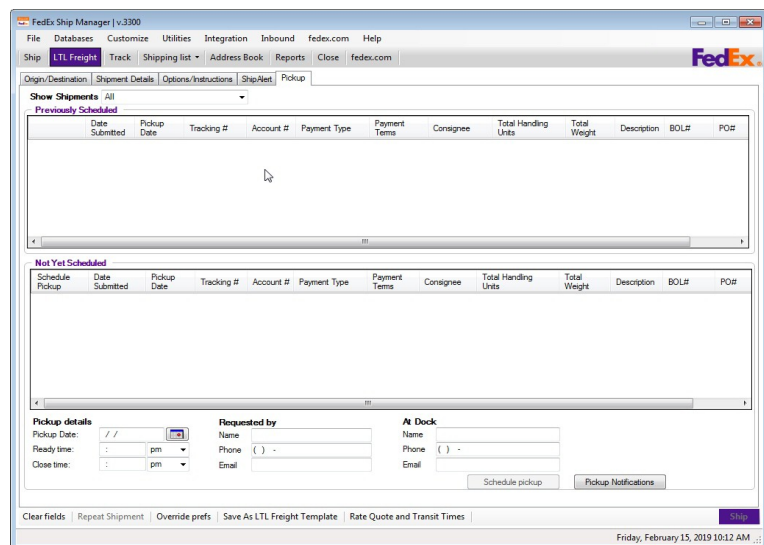 FedEx Ship Manager | v.3300
File Databases Customize Utilities Integration Inbound fedex.com Help
Ship LTL Freight Track Shipping list Address Book Reports Close fedex.com
FedEx
Origin/Destination Shipment Details Options/Instructions ShipAlert Pickup
Show Shipments All
Previously Scheduled
Date Submitted Pickup Date Tracking # Account # Payment Type Payment Terms Consignee Total Handling Units Total Weight Description BOL# PO#
Not Yet Scheduled
Schedule Pickup Date Submitted Pickup Date Tracking # Account # Payment Type Payment Terms Consignee Total Handling Units Total Weight Description BOL# PO#
Pickup details Requested by At Dock
Pickup Date: / / Name Name
Ready time: : pm Phone ( ) - Phone ( ) -
Close time: : pm Email Email
Schedule pickup Pickup Notifications
Clear fields Repeat Shipment Override prefs Save As LTL Freight Template Rate Quote and Transit Times Ship
Friday, February 15, 2019 10:12 AM